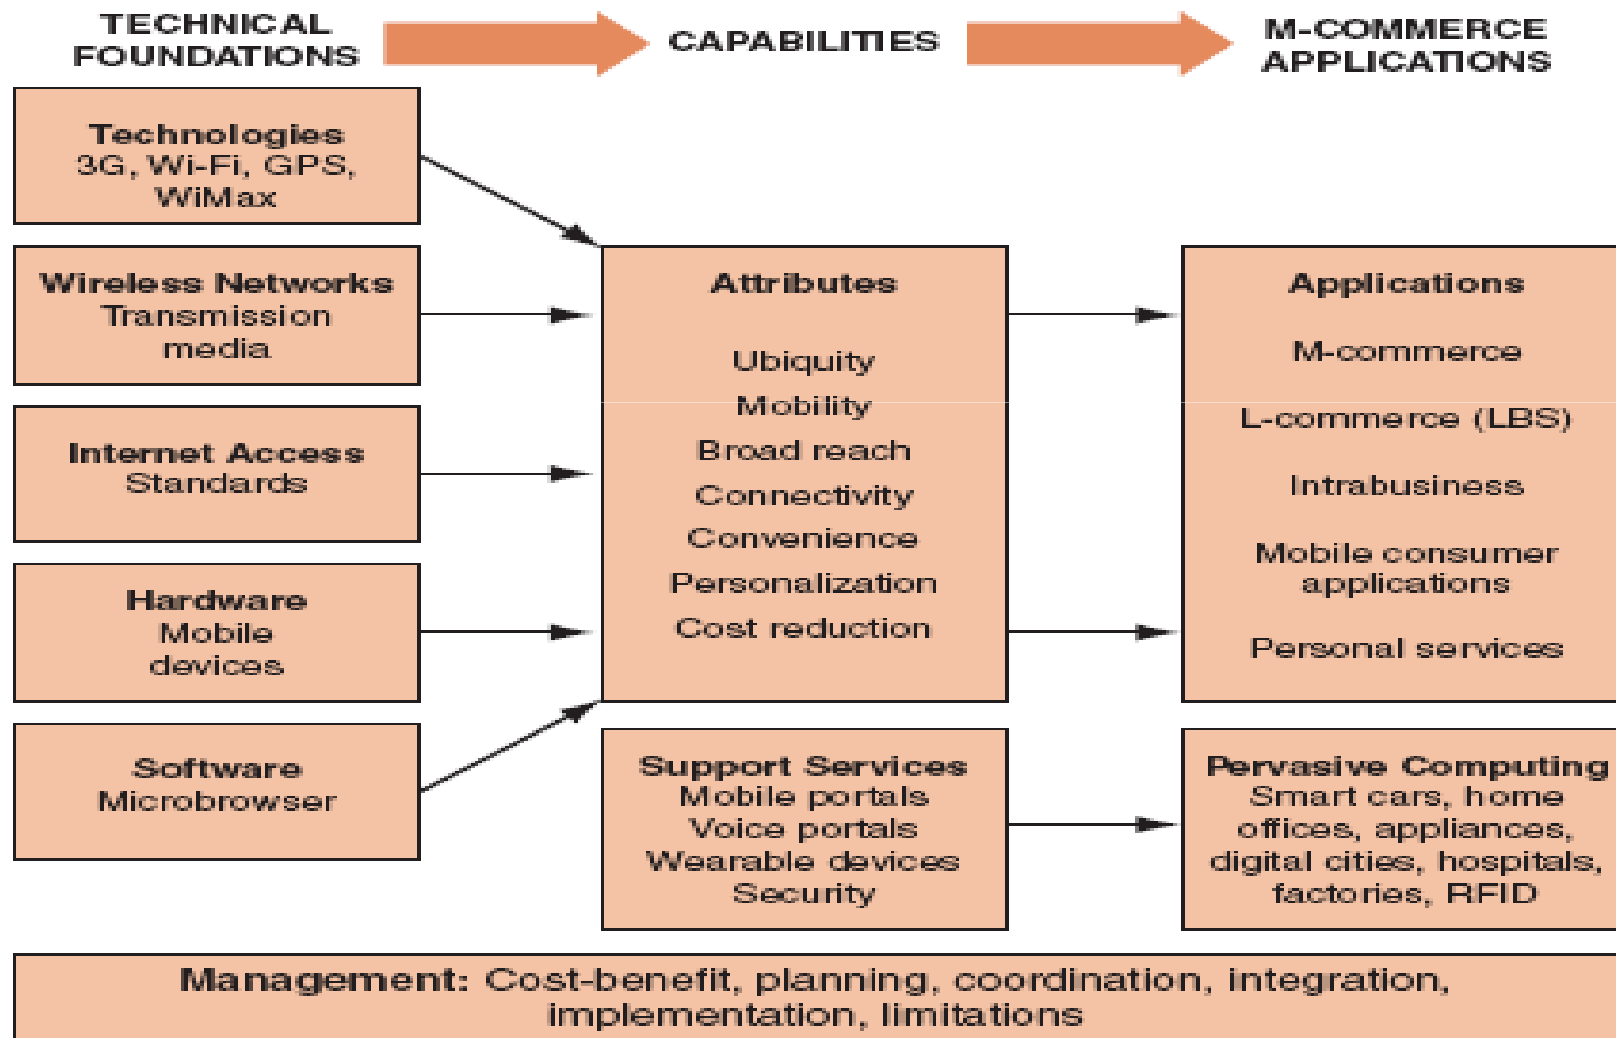 TECHNICAL
FOUNDATIONS
CAPABILITIES
M-COMMERCE
APPLICATIONS
Technologies
3G, Wi-Fi, GPS,
WiMax
Wireless Networks
Transmission
media
Internet Access
Standards
Hardware
Mobile
devices
Software
Microbrowser
Attributes
Ubiquity
Mobility
Broad reach
Connectivity
Convenience
Personalization
Cost reduction
Support Services
Mobile portals
Voice portals
Wearable devices
Security
Applications
M-commerce
L-commerce (LBS)
Intrabusiness
Mobile consumer
applications
Personal services
Pervasive Computing
Smart cars, home
offices, appliances,
digital cities, hospitals,
factories, RFID
Management: Cost-benefit, planning, coordination, integration,
implementation, limitations